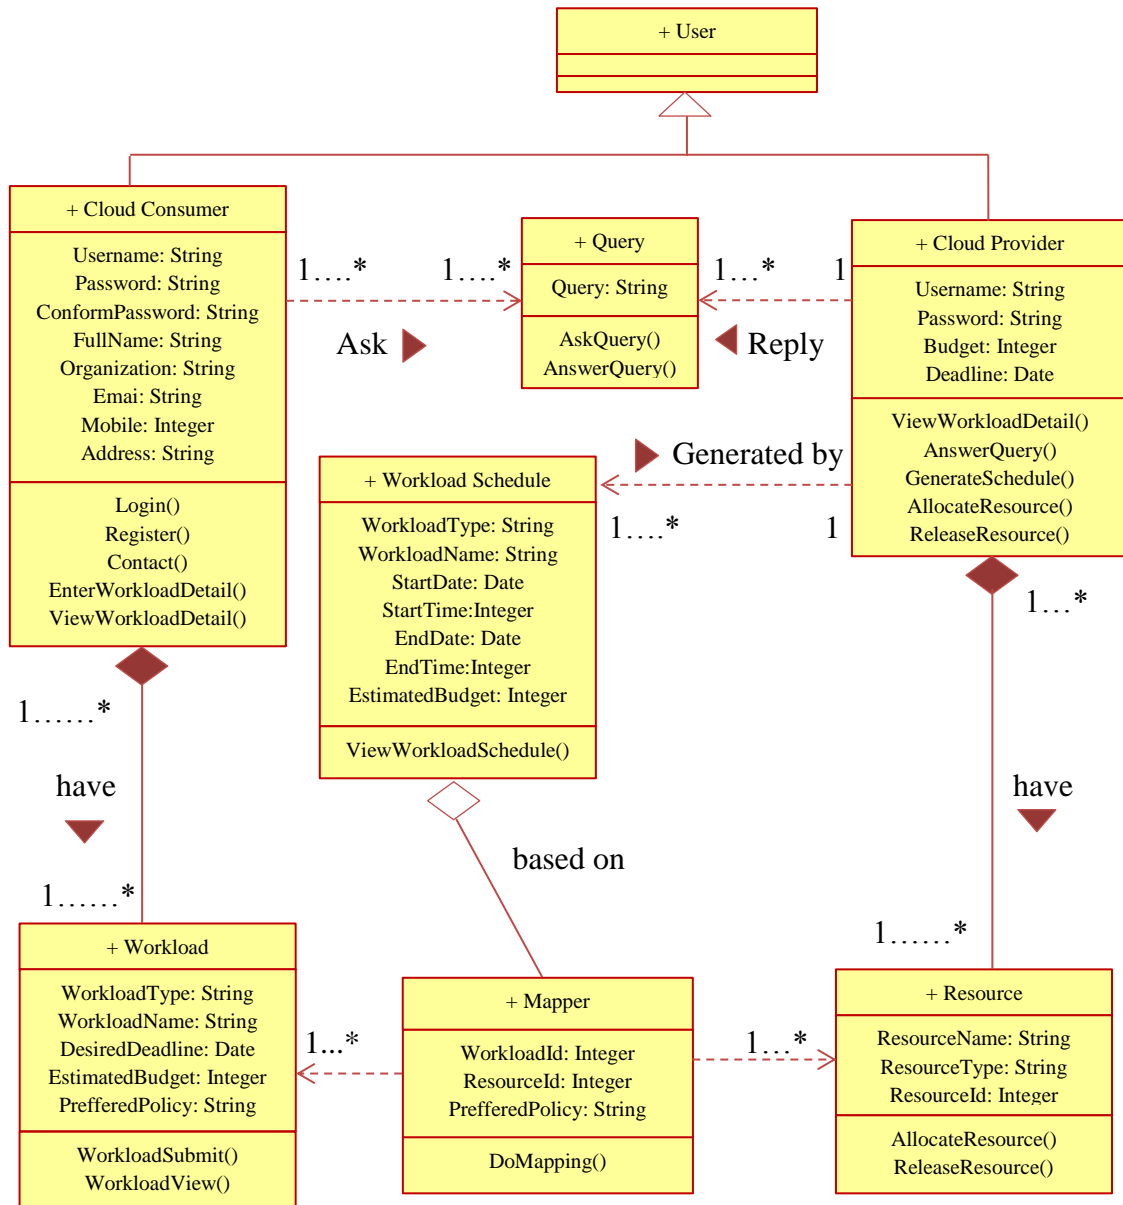 + User
+ Cloud Consumer
Username: String
Password: String
ConformPassword: String
FullName: String
Organization: String
Emai: String
Mobile: Integer
Address: String
Login()
Register()
Contact()
EnterWorkloadDetail()
ViewWorkloadDetail()
1….*
1….*
Ask
+ Query
Query: String
AskQuery()
AnswerQuery()
1…*
1
Reply
+ Cloud Provider
Username: String
Password: String
Budget: Integer
Deadline: Date
ViewWorkloadDetail()
AnswerQuery()
GenerateSchedule()
AllocateResource()
ReleaseResource()
Generated by
1….*
1
+ Workload Schedule
WorkloadType: String
WorkloadName: String
StartDate: Date
StartTime:Integer
EndDate: Date
EndTime:Integer
EstimatedBudget: Integer
ViewWorkloadSchedule()
1…*
1……*
have
have
based on
1……*
1……*
+ Workload
WorkloadType: String
WorkloadName: String
DesiredDeadline: Date
EstimatedBudget: Integer
PrefferedPolicy: String
WorkloadSubmit()
WorkloadView()
1...*
+ Mapper
WorkloadId: Integer
ResourceId: Integer
PrefferedPolicy: String
DoMapping()
1…*
+ Resource
ResourceName: String
ResourceType: String
ResourceId: Integer
AllocateResource()
ReleaseResource()